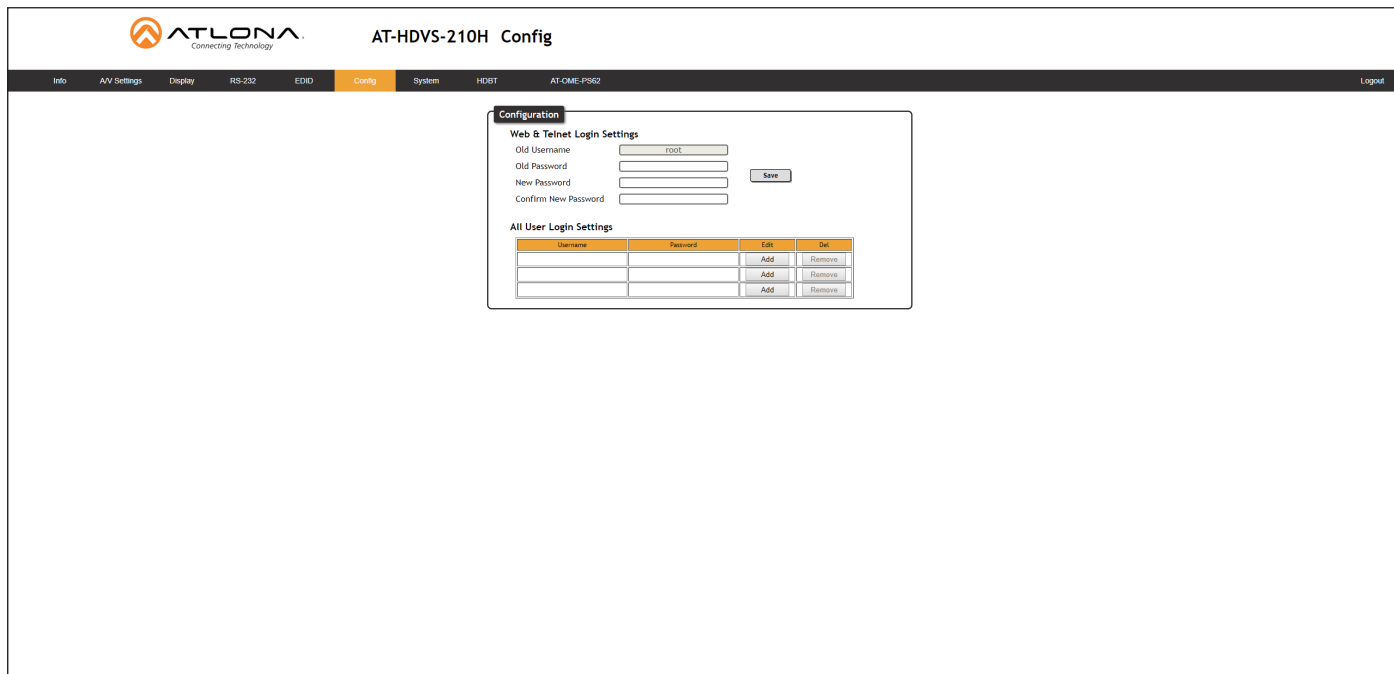 ATLONA.
Connecting Technology
AT-HDVS-210H Config
Info A/V Settings Display RS-232 EDID Config System HDBT AT-OME-PS62 Logout
Configuration
Web & Telnet Login Settings
Old Username root
Old Password
Save
New Password
Confirm New Password
All User Login Settings
Username Password Edit Del
Add Remove
Add Remove
Add Remove